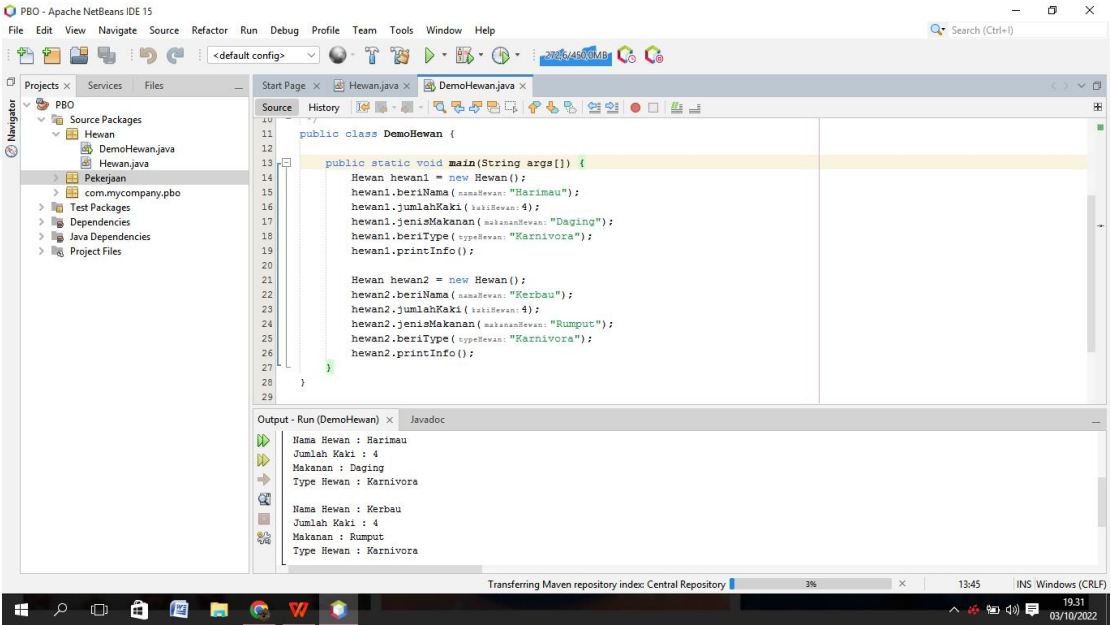 PBO - Apache NetBeans IDE 15
File Edit View Navigate Source Refactor Run Debug Profile Team Tools Window Help
Search (Ctrl+I)
<default config>
272,6/450,0MB
Projects Services Files
Navigator
PBO
Source Packages
Hewan
DemoHewan.java
Hewan.java
Pekerjaan
com.mycompany.pbo
Test Packages
Dependencies
Java Dependencies
Project Files
Start Page Hewan.java DemoHewan.java
Source History
10 */
11 public class DemoHewan {
12
13 public static void main(String args[]) {
14 Hewan hewan1 = new Hewan();
15 hewan1.beriNama( namaHewan: "Harimau");
16 hewan1.jumlahKaki( kakiHewan: 4);
17 hewan1.jenisMakanan( makananHewan: "Daging");
18 hewan1.beriType( typeHewan: "Karnivora");
19 hewan1.printInfo();
20
21 Hewan hewan2 = new Hewan();
22 hewan2.beriNama( namaHewan: "Kerbau");
23 hewan2.jumlahKaki( kakiHewan: 4);
24 hewan2.jenisMakanan( makananHewan: "Rumput");
25 hewan2.beriType( typeHewan: "Karnivora");
26 hewan2.printInfo();
27 }
28 }
29
Output - Run (DemoHewan) Javadoc
Nama Hewan : Harimau
Jumlah Kaki : 4
Makanan : Daging
Type Hewan : Karnivora
Nama Hewan : Kerbau
Jumlah Kaki : 4
Makanan : Rumput
Type Hewan : Karnivora
Transferring Maven repository index: Central Repository 3% 13:45 INS Windows (CRLF)
19.31
03/10/2022